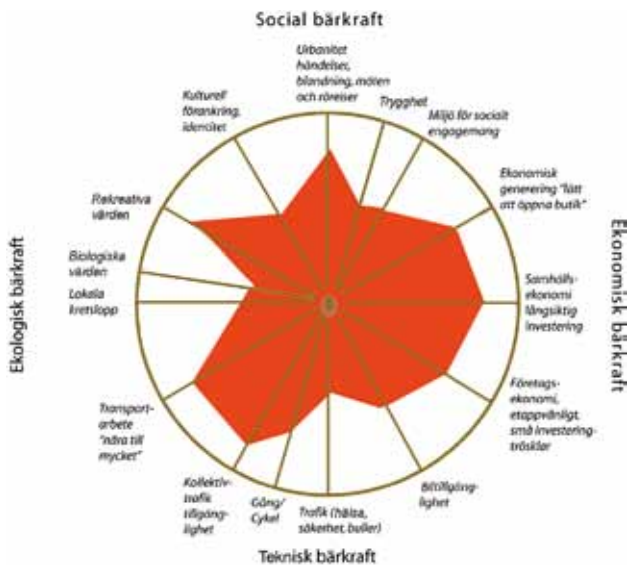 Social bärkraft
Urbanitet
händelser,
blandning, möten
och rörelser
Trygghet
Miljö för socialt
engagemang
Ekonomisk
generering "lätt
att öppna butik"
Ekonomisk bärkraft
Samhälls-
ekonomi
långsiktig
investering
Företags-
ekonomi,
etappvänligt,
små investering-
trösklar
Biltillgäng-
lighet
Trafik (hälsa,
säkerhet, buller)
Teknisk bärkraft
Gång/
Cykel
Kollektiv-
trafik
tillgäng-
lighet
Transport-
arbete
"nära till
mycket"
Ekologisk bärkraft
Lokala
kretslopp
Biologiska
värden
Rekreativa
värden
Kulturell
förankring,
identitet